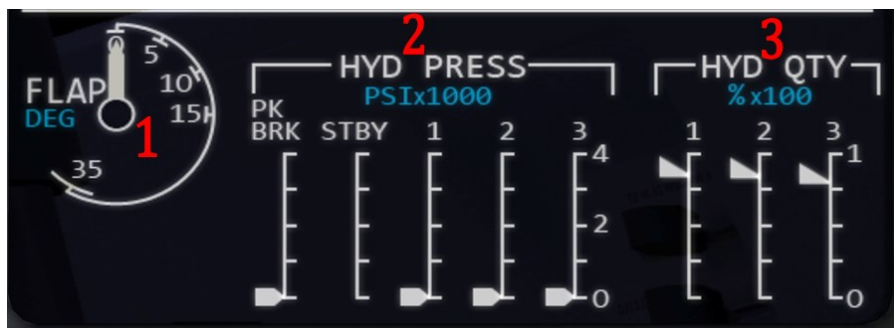 2 3
0
5
FLAP 10
DEG 15
1
35
HYD PRESS
PSIx1000
PK
BRK STBY 1 2 3
4
2
0
HYD QTY
%x100
1 2 3
1
0